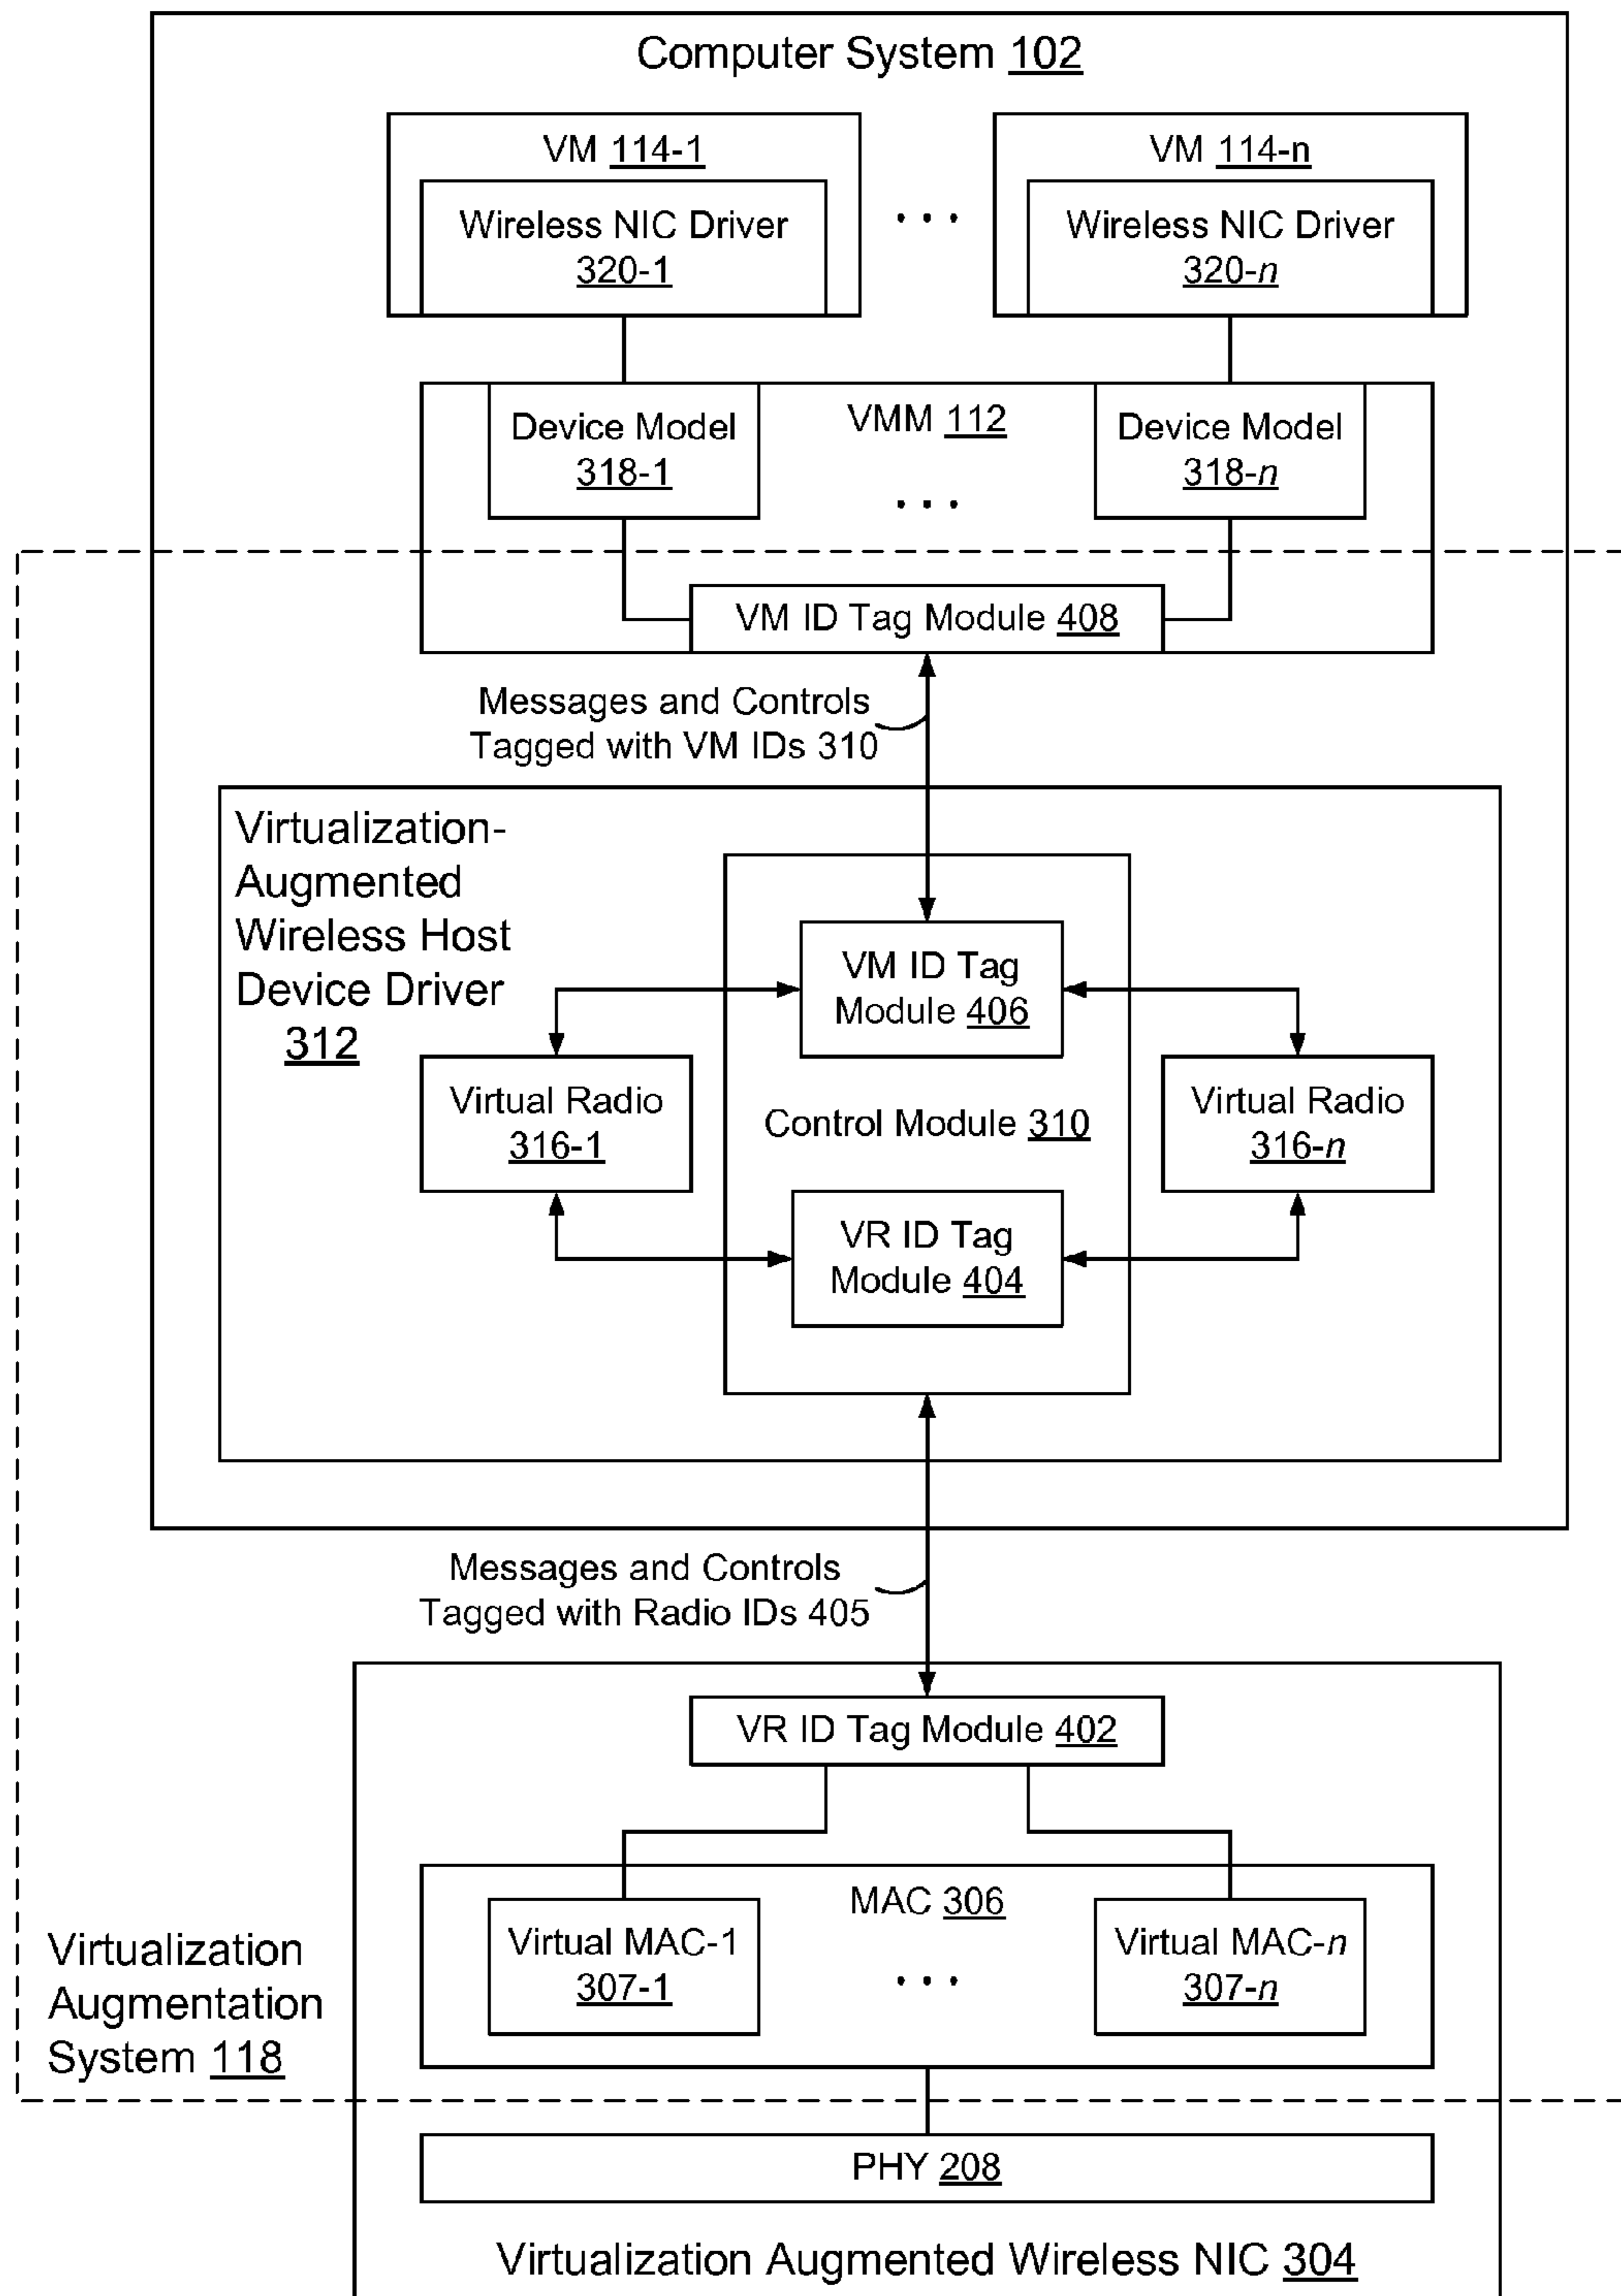 Computer System 102
VM 114-1
VM 114-n
Wireless NIC Driver
320-1
. . .
Wireless NIC Driver
320-n
Device Model
318-1
VMM 112
. . .
Device Model
318-n
VM ID Tag Module 408
Messages and Controls
Tagged with VM IDs 310
Virtualization-
Augmented
Wireless Host
Device Driver
312
VM ID Tag
Module 406
Virtual Radio
316-1
Control Module 310
Virtual Radio
316-n
VR ID Tag
Module 404
Messages and Controls
Tagged with Radio IDs 405
VR ID Tag Module 402
MAC 306
Virtual MAC-1
307-1
. . .
Virtual MAC-n
307-n
Virtualization
Augmentation
System 118
PHY 208
Virtualization Augmented Wireless NIC 304